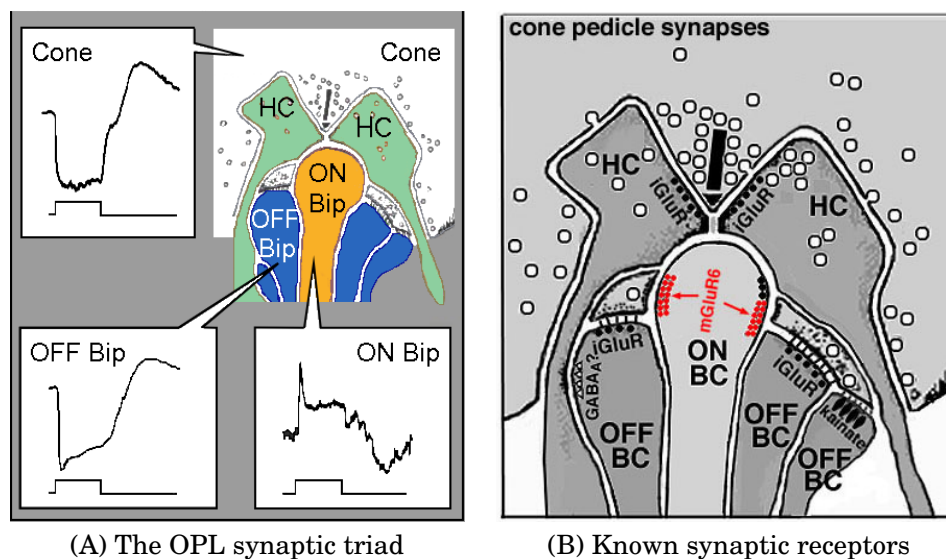 Cone
Cone
HC
HC
ON
Bip
OFF
Bip
OFF Bip
ON Bip
(A) The OPL synaptic triad
cone pedicle synapses
HC
HC
iGluR
iGluR
mGluR6
iGluR
GABAA?
ON
BC
iGluR
kainate
OFF
BC
OFF
BC
OFF
BC
(B) Known synaptic receptors